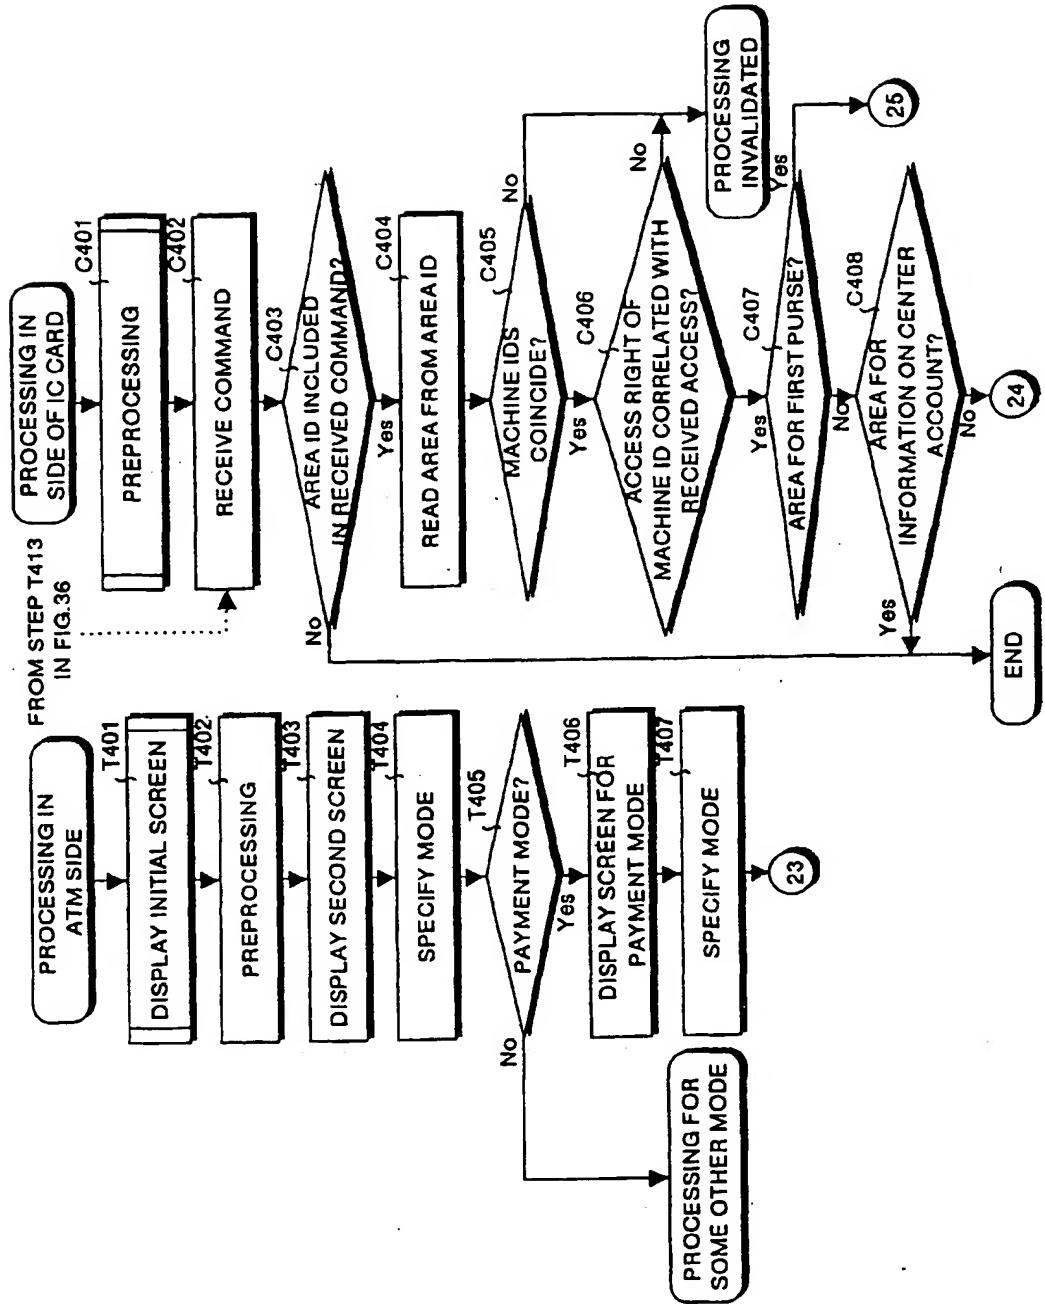 PROCESSING IN
ATM SIDE
T401
DISPLAY INITIAL SCREEN
T402
PREPROCESSING
T403
DISPLAY SECOND SCREEN
T404
SPECIFY MODE
T405
PAYMENT MODE?
No
Yes
PROCESSING FOR
SOME OTHER MODE
T406
DISPLAY SCREEN FOR
PAYMENT MODE
T407
SPECIFY MODE
23
FROM STEP T413
IN FIG.36
PROCESSING IN
SIDE OF IC CARD
C401
PREPROCESSING
C402
RECEIVE COMMAND
C403
AREA ID INCLUDED
IN RECEIVED COMMAND?
No
Yes
C404
READ AREA FROM AREA ID
C405
MACHINE IDS
COINCIDE?
No
Yes
C406
ACCESS RIGHT OF
MACHINE ID CORRELATED WITH
RECEIVED ACCESS?
No
Yes
PROCESSING
INVALIDATED
C407
AREA FOR FIRST PURSE?
Yes
No
25
C408
AREA FOR
INFORMATION ON CENTER
ACCOUNT?
Yes
No
END
24